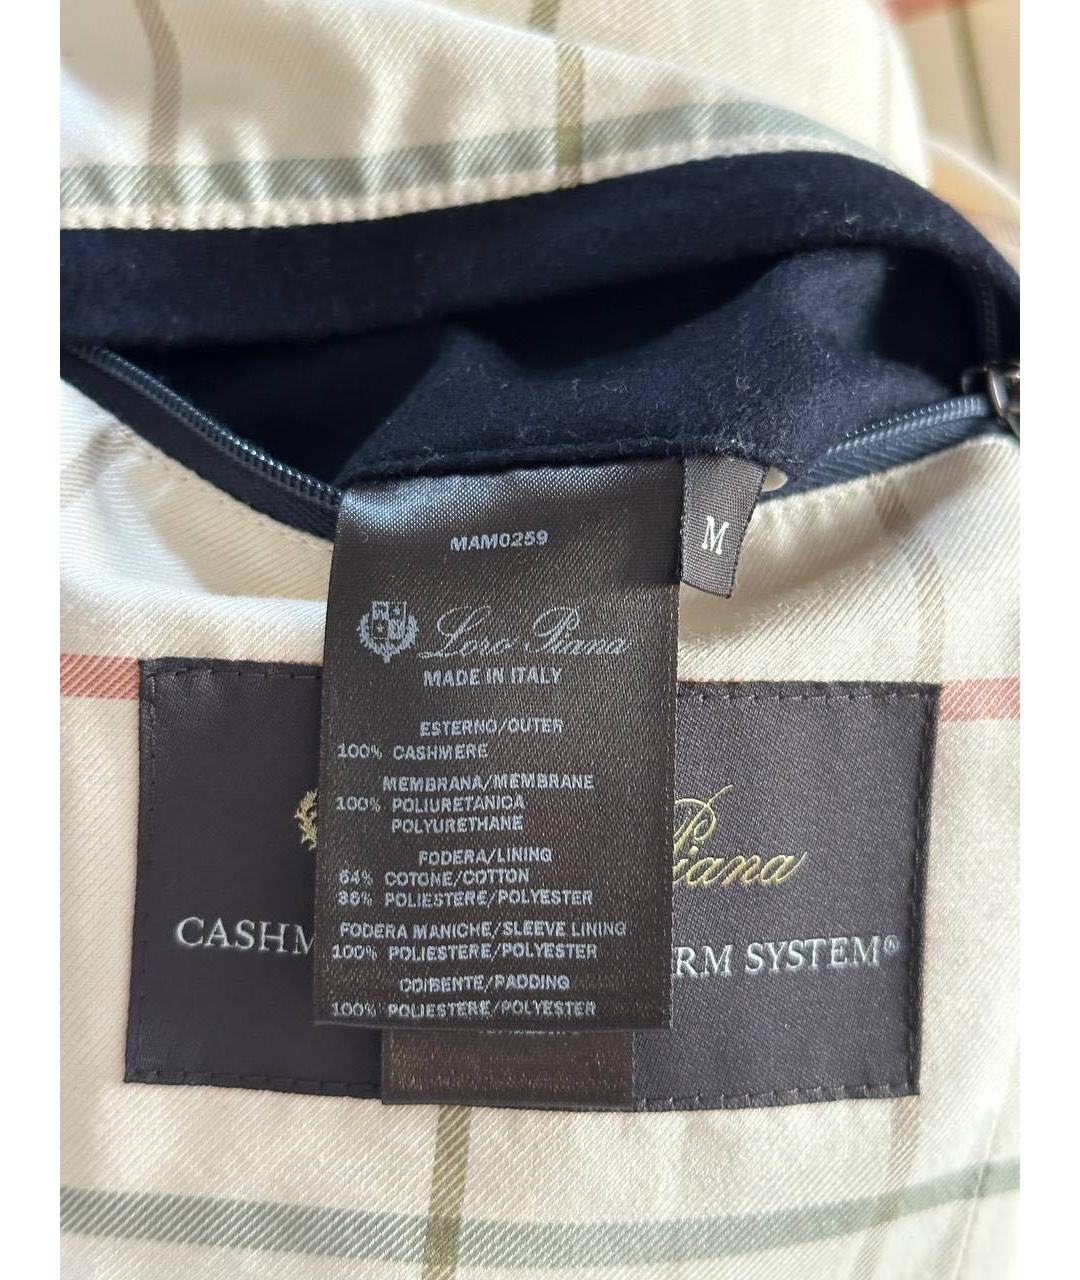 MAM0259
M
Loro Piana
MADE IN ITALY
ESTERNO/OUTER
100% CASHMERE
MEMBRANA/MEMBRANE
100% POLIURETANICA
POLYURETHANE
FODERA/LINING
64% COTONE/COTTON
36% POLIESTERE/POLYESTER
FODERA MANICHE/SLEEVE LINING
100% POLIESTERE/POLYESTER
COIBENTE/PADDING
100% POLIESTERE/POLYESTER
Piana
CASHM RM SYSTEM®